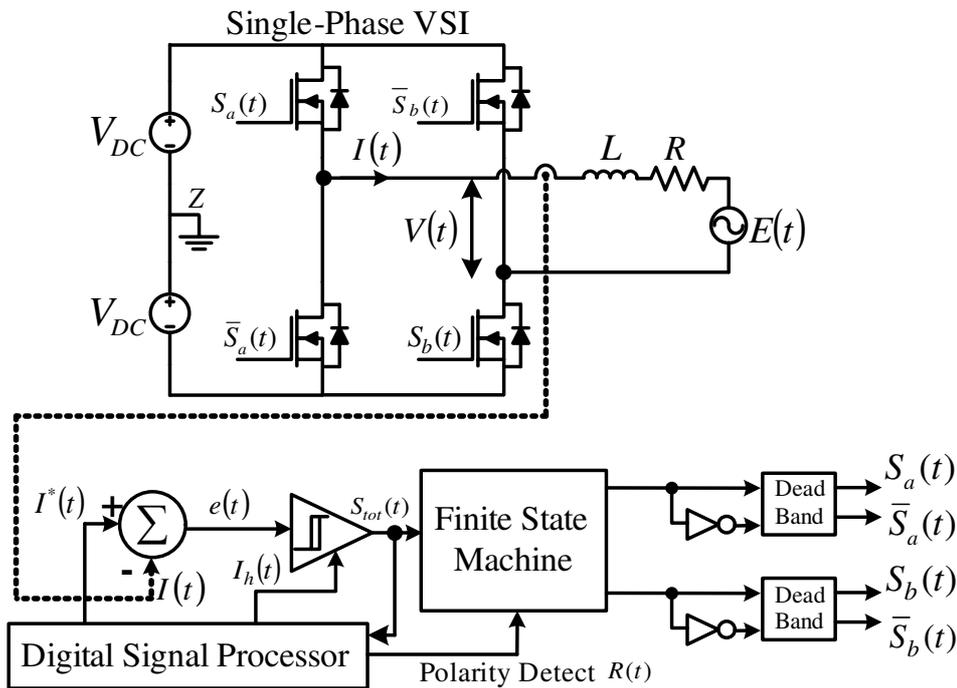 Single-Phase VSI
S_a(t)
S̅_b(t)
V_DC
I(t)
L
R
Z
V(t)
E(t)
V_DC
S̅_a(t)
S_b(t)
I*(t)
+
Σ
-
I(t)
e(t)
I_h(t)
S_tot(t)
Finite State
Machine
Dead
Band
S_a(t)
S̅_a(t)
Dead
Band
S_b(t)
S̅_b(t)
Digital Signal Processor
Polarity Detect R(t)